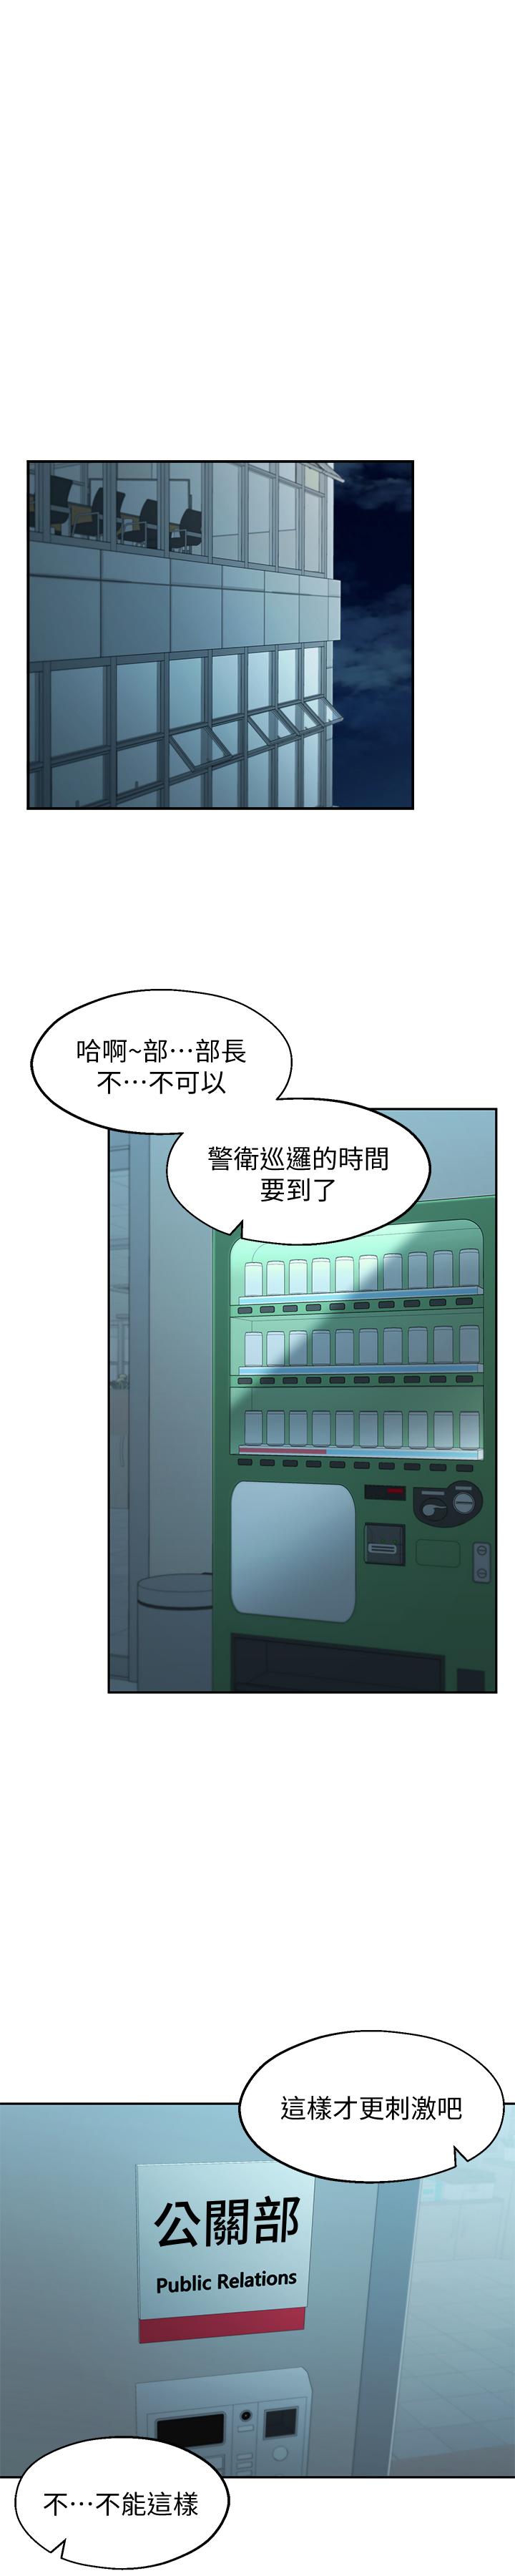 哈啊~部⋯部長
不⋯不可以
警衛巡邏的時間
要到了
這樣才更刺激吧
公關部
Public Relations
不⋯不能這樣